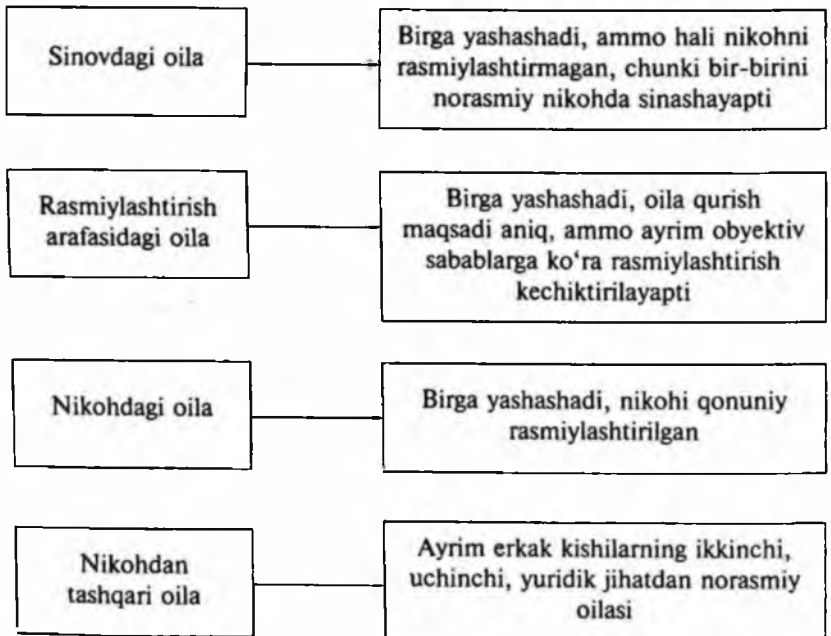 Sinovdagi oila
Birga yashashadi, ammo hali nikohni
rasmiylashtirmagan, chunki bir-birini
norasmiy nikohda sinashayapti
Rasmiylashtirish
arafasidagi oila
Birga yashashadi, oila qurish
maqsadi aniq, ammo ayrim obyektiv
sabablarga ko‘ra rasmiylashtirish
kechiktirilayapti
Nikohdagi oila
Birga yashashadi, nikohi qonuniy
rasmiylashtirilgan
Nikohdan
tashqari oila
Ayrim erkak kishilarning ikkinchi,
uchinchi, yuridik jihatdan norasmiy
oilasi